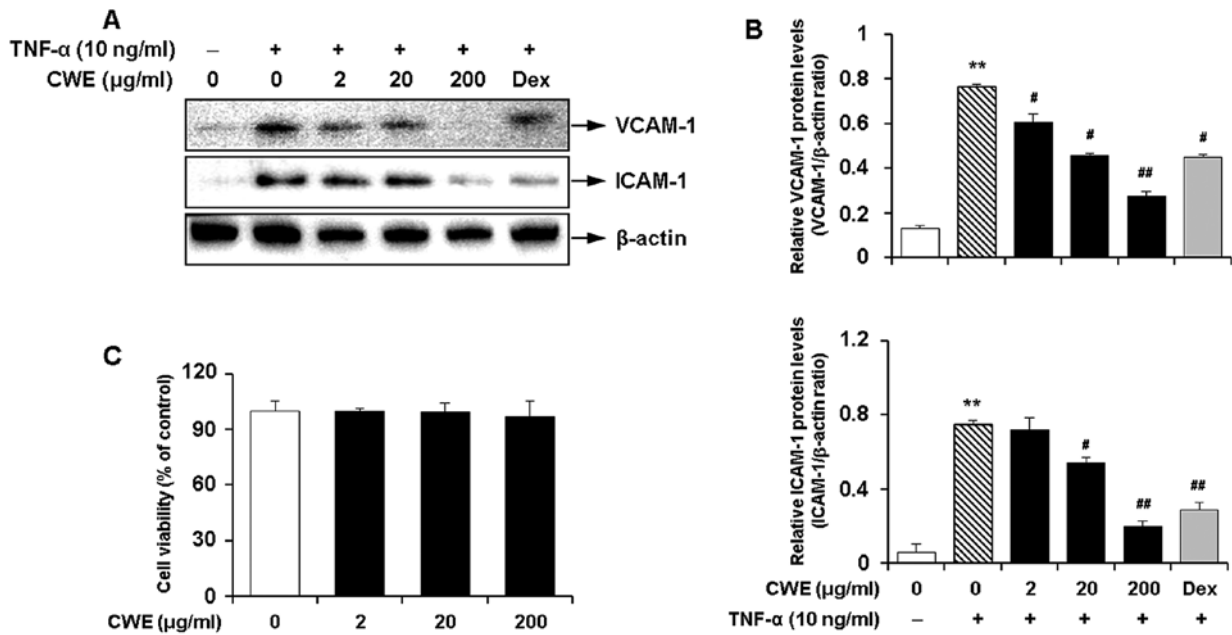 A
TNF-α (10 ng/ml) – + + + + +
CWE (μg/ml) 0 0 2 20 200 Dex
VCAM-1
ICAM-1
β-actin
B
Relative VCAM-1 protein levels
(VCAM-1/β-actin ratio)
1
0.8
0.6
0.4
0.2
0
**
#
#
##
#
Relative ICAM-1 protein levels
(ICAM-1/β-actin ratio)
1.2
0.8
0.4
0
**
#
##
##
CWE (μg/ml) 0 0 2 20 200 Dex
TNF-α (10 ng/ml) – + + + + +
C
Cell viability (% of control)
120
90
60
30
0
CWE (μg/ml) 0 2 20 200